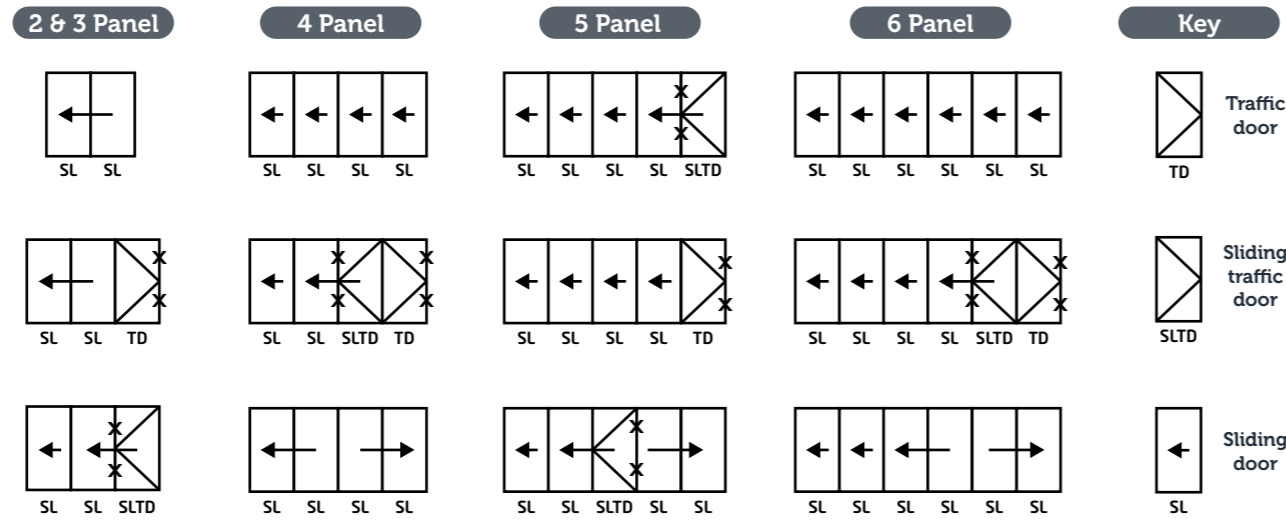 2 & 3 Panel
4 Panel
5 Panel
6 Panel
Key
SL SL
SL SL SL SL
SL SL SL SL SLTD
SL SL SL SL SL SL
TD
Traffic
door
SL SL TD
SL SL SLTD TD
SL SL SL SL TD
SL SL SL SL SLTD TD
SLTD
Sliding
traffic
door
SL SL SLTD
SL SL SL SL
SL SL SLTD SL SL
SL SL SL SL SL SL
SL
Sliding
door